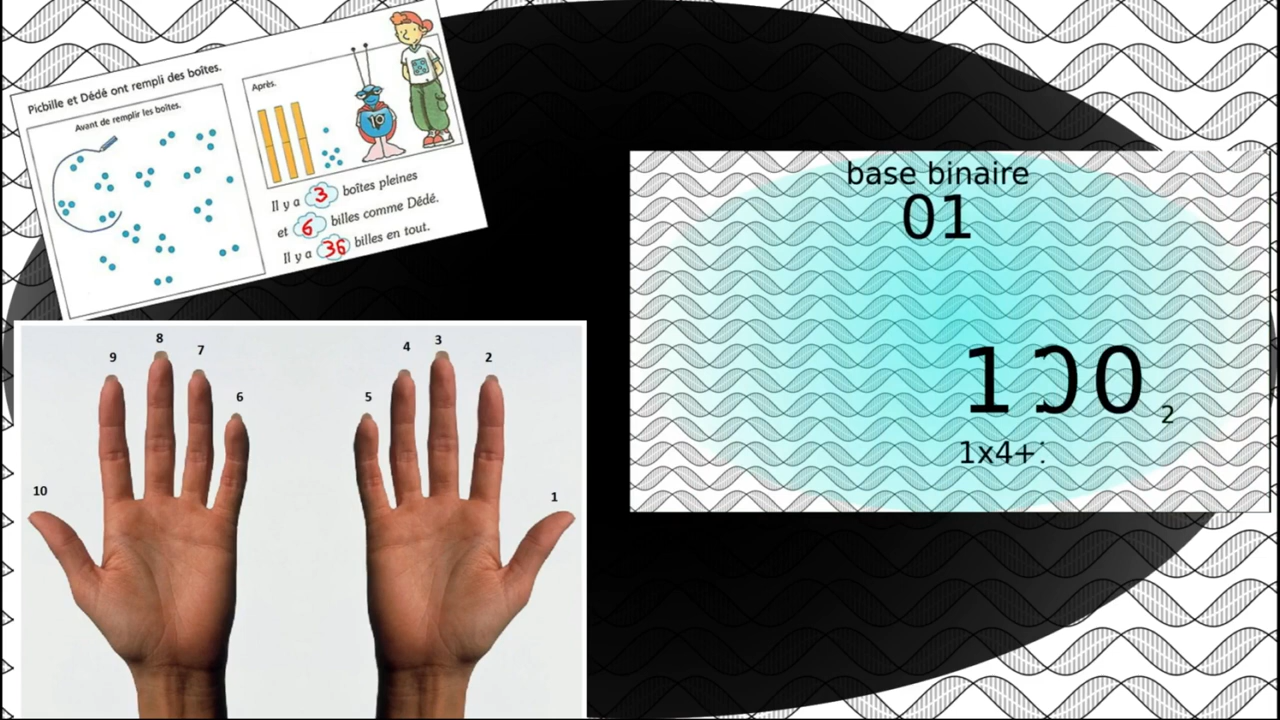 Picbille et Dédé ont rempli des boîtes.
Avant de remplir les boîtes.
Après.
10
Il y a 3 boîtes pleines
et 6 billes comme Dédé.
Il y a 36 billes en tout.
9 8 7 6 5 4 3 2
10 1
base binaire
01
100 2
1x4+